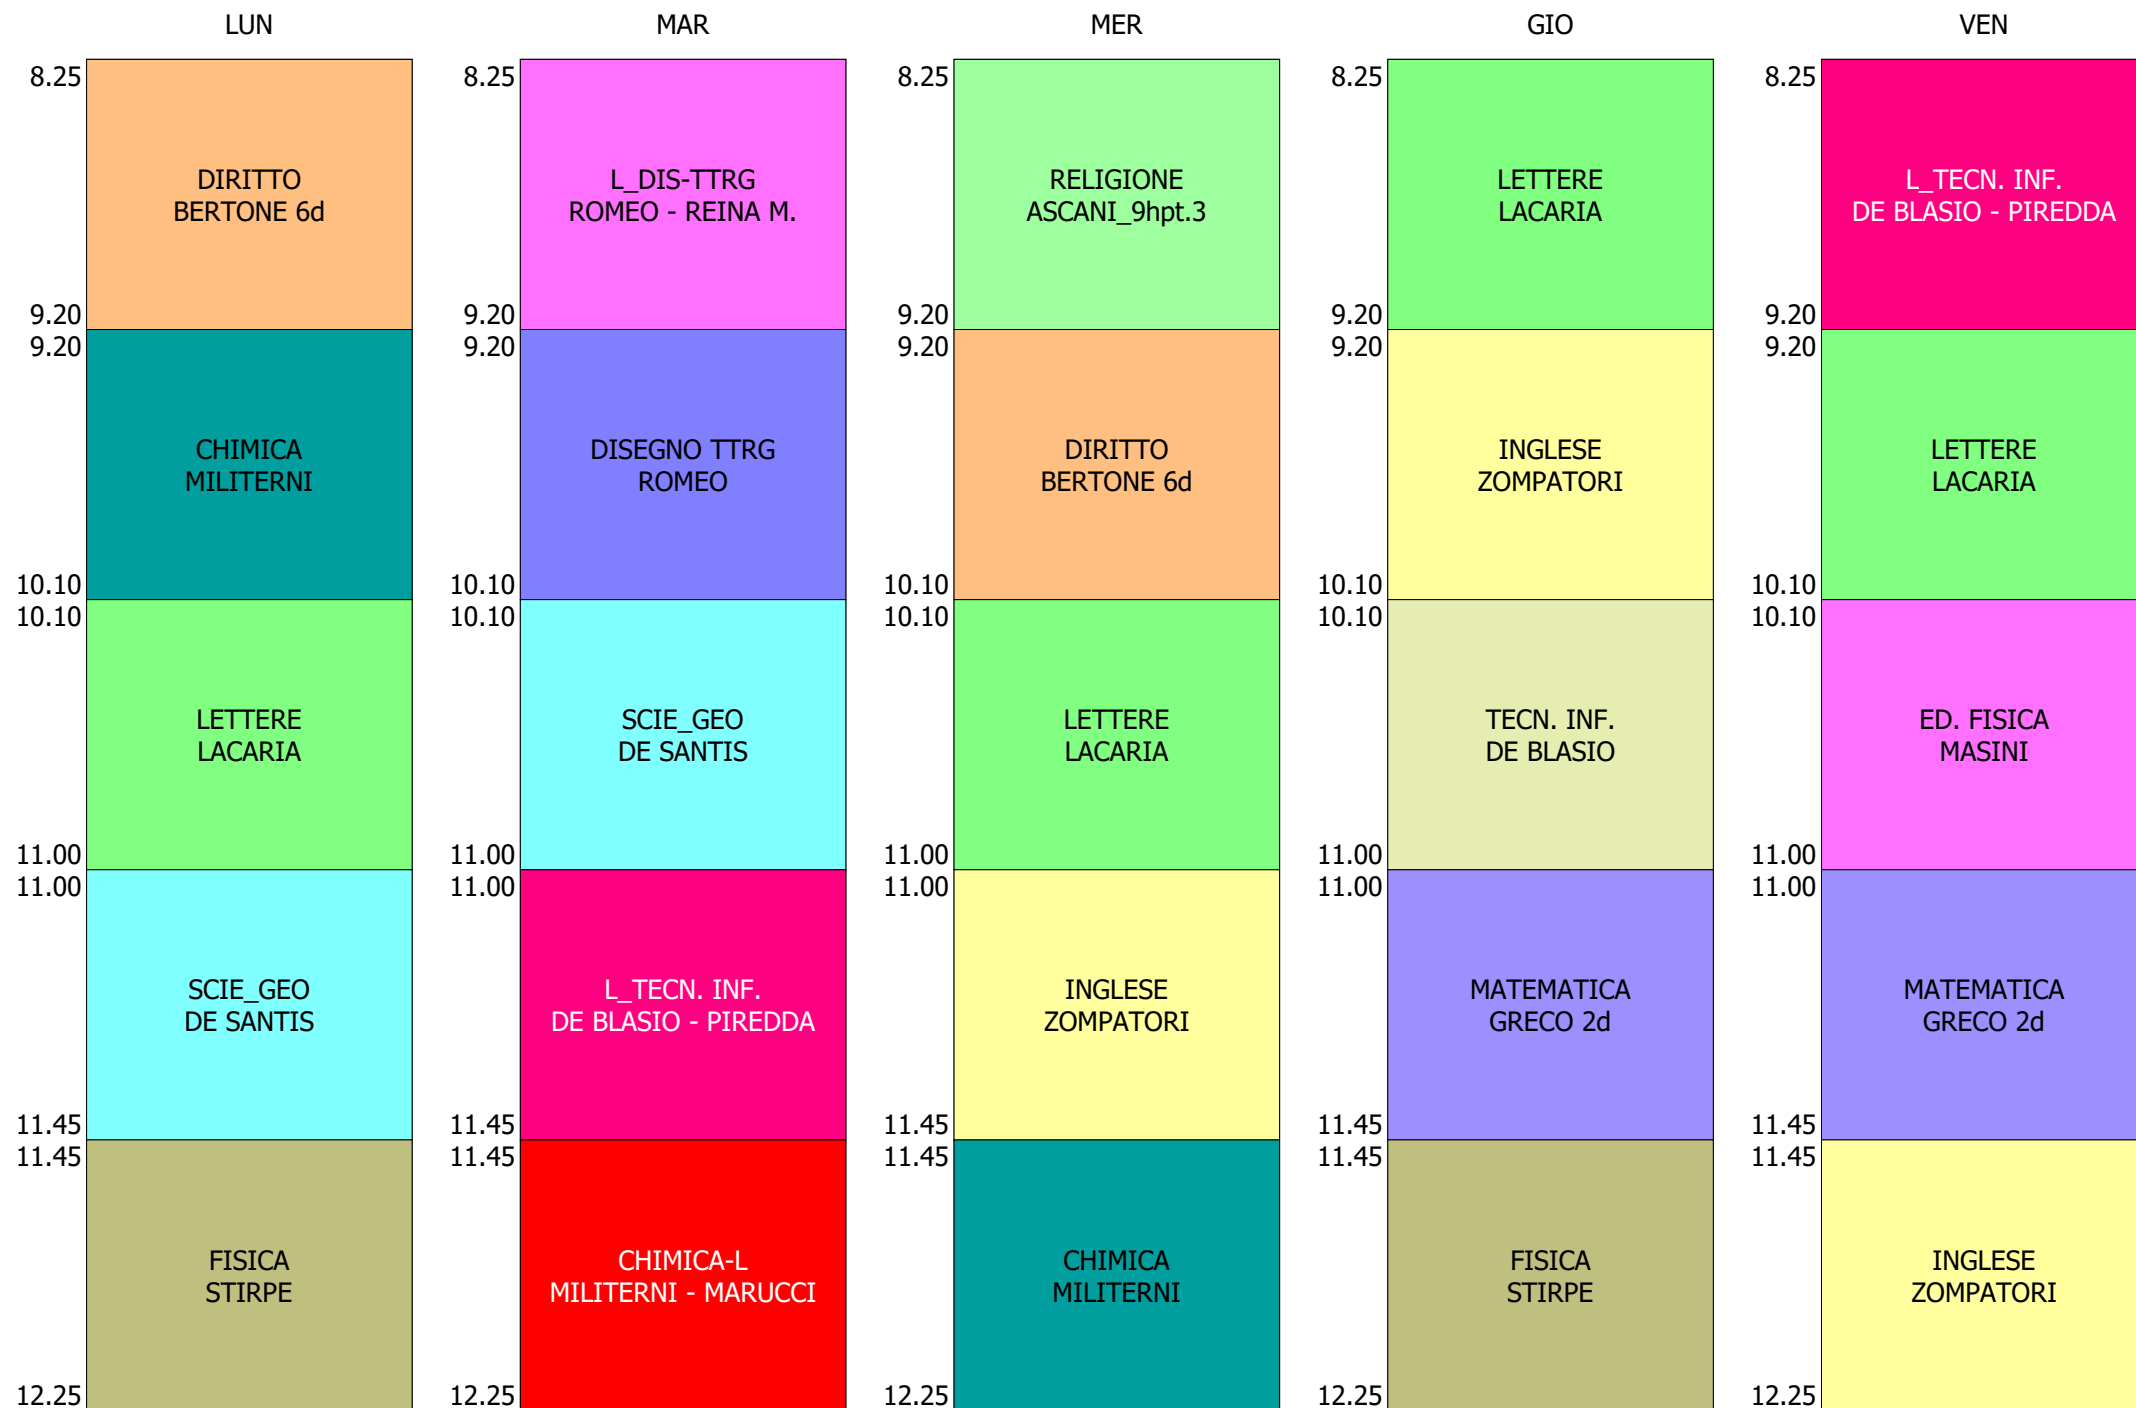 LUN MAR MER GIO VEN
8.25 8.25 8.25 8.25 8.25
DIRITTO L_DIS-TTRG RELIGIONE LETTERE L_TECN. INF.
BERTONE 6d ROMEO - REINA M. ASCANI_9hpt.3 LACARIA DE BLASIO - PIREDDA
9.20 9.20 9.20 9.20 9.20
9.20 9.20 9.20 9.20 9.20
CHIMICA DISEGNO TTRG DIRITTO INGLESE LETTERE
MILITERNI ROMEO BERTONE 6d ZOMPATORI LACARIA
10.10 10.10 10.10 10.10 10.10
10.10 10.10 10.10 10.10 10.10
LETTERE SCIE_GEO LETTERE TECN. INF. ED. FISICA
LACARIA DE SANTIS LACARIA DE BLASIO MASINI
11.00 11.00 11.00 11.00 11.00
11.00 11.00 11.00 11.00 11.00
SCIE_GEO L_TECN. INF. INGLESE MATEMATICA MATEMATICA
DE SANTIS DE BLASIO - PIREDDA ZOMPATORI GRECO 2d GRECO 2d
11.45 11.45 11.45 11.45 11.45
11.45 11.45 11.45 11.45 11.45
FISICA CHIMICA-L CHIMICA FISICA INGLESE
STIRPE MILITERNI - MARUCCI MILITERNI STIRPE ZOMPATORI
12.25 12.25 12.25 12.25 12.25